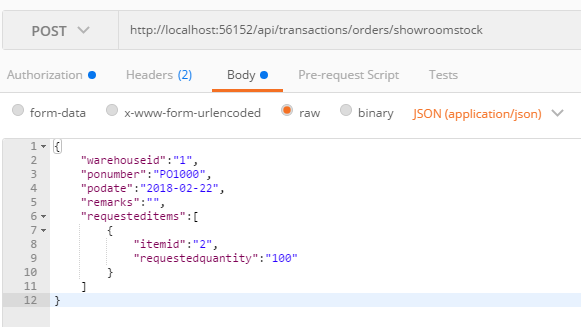 POST http://localhost:56152/api/transactions/orders/showroomstock
Authorization Headers (2) Body Pre-request Script Tests
form-data x-www-form-urlencoded raw binary JSON (application/json)
1 {
2 "warehouseid":"1",
3 "ponumber":"PO1000",
4 "podate":"2018-02-22",
5 "remarks":"",
6 "requesteditems":[
7 {
8 "itemid":"2",
9 "requestedquantity":"100"
10 }
11 ]
12 }